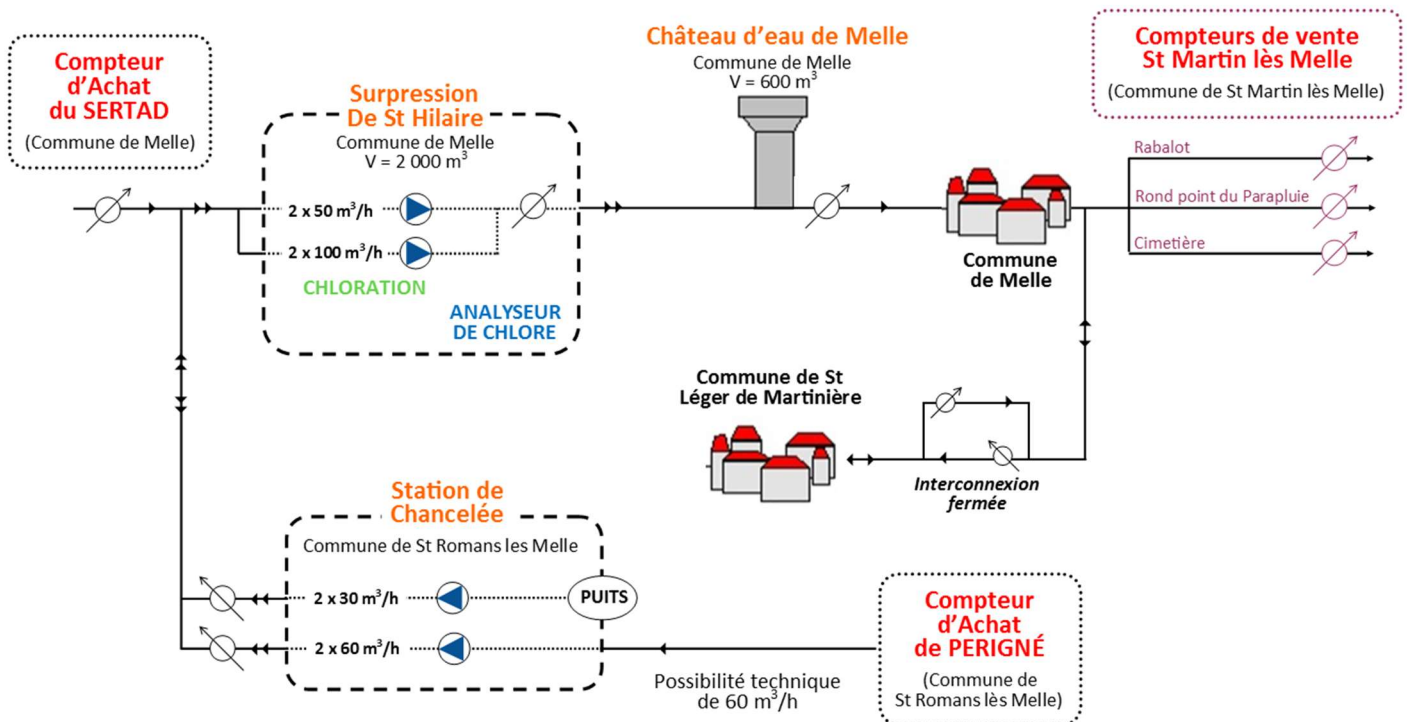 Compteur
d'Achat
du SERTAD
(Commune de Melle)
Surpression
De St Hilaire
Commune de Melle
V = 2 000 m³
2 x 50 m³/h
2 x 100 m³/h
CHLORATION
ANALYSEUR
DE CHLORE
Château d'eau de Melle
Commune de Melle
V = 600 m³
Commune
de Melle
Compteurs de vente
St Martin lès Melle
(Commune de St Martin lès Melle)
Rabalot
Rond point du Parapluie
Cimetière
Commune de St
Léger de Martinière
Interconnexion
fermée
Station de
Chancelée
Commune de St Romans les Melle
2 x 30 m³/h
PUITS
2 x 60 m³/h
Possibilité technique
de 60 m³/h
Compteur
d'Achat
de PERIGNÉ
(Commune de
St Romans lès Melle)